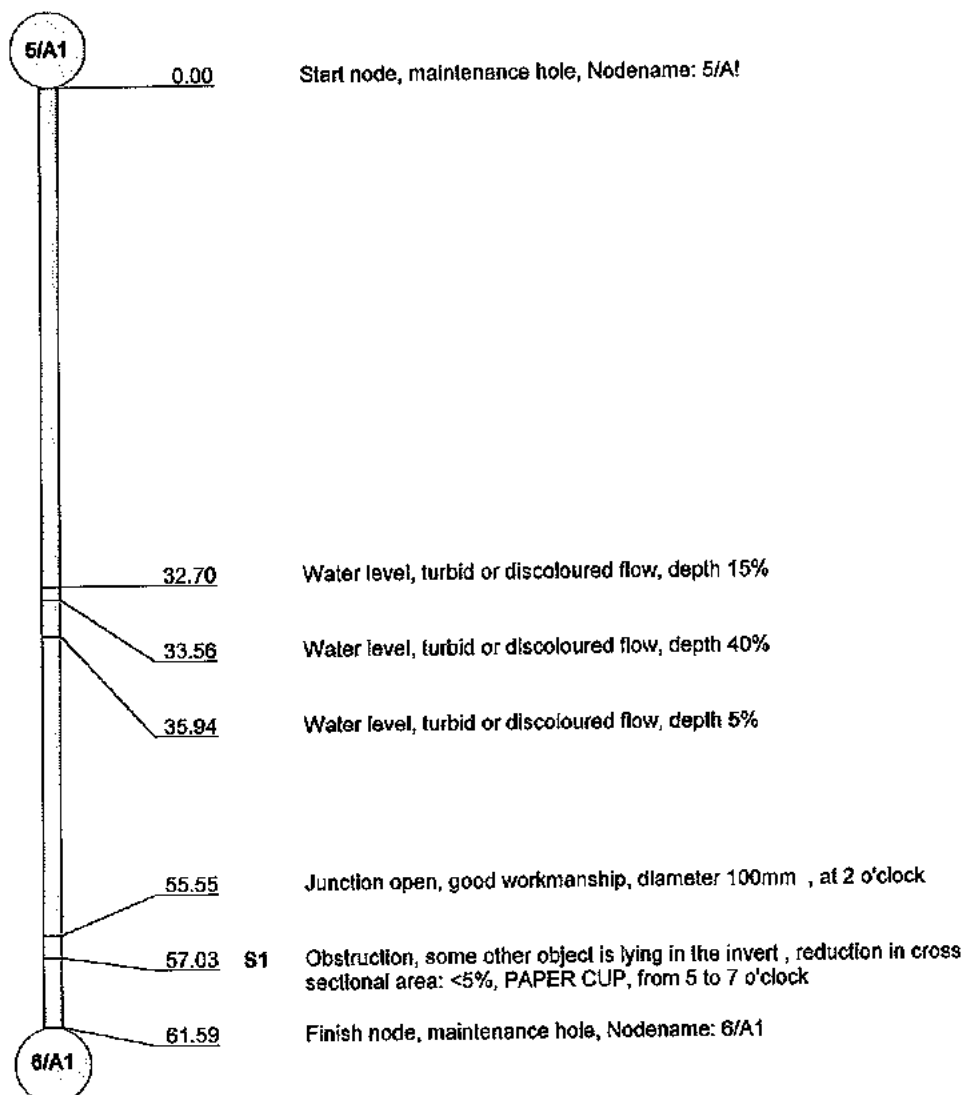 5/A1
0.00 Start node, maintenance hole, Nodename: 5/A!
32.70 Water level, turbid or discoloured flow, depth 15%
33.56 Water level, turbid or discoloured flow, depth 40%
35.94 Water level, turbid or discoloured flow, depth 5%
55.55 Junction open, good workmanship, diameter 100mm , at 2 o'clock
57.03 S1 Obstruction, some other object is lying in the invert , reduction in cross
sectional area: <5%, PAPER CUP, from 5 to 7 o'clock
61.59 Finish node, maintenance hole, Nodename: 6/A1
6/A1